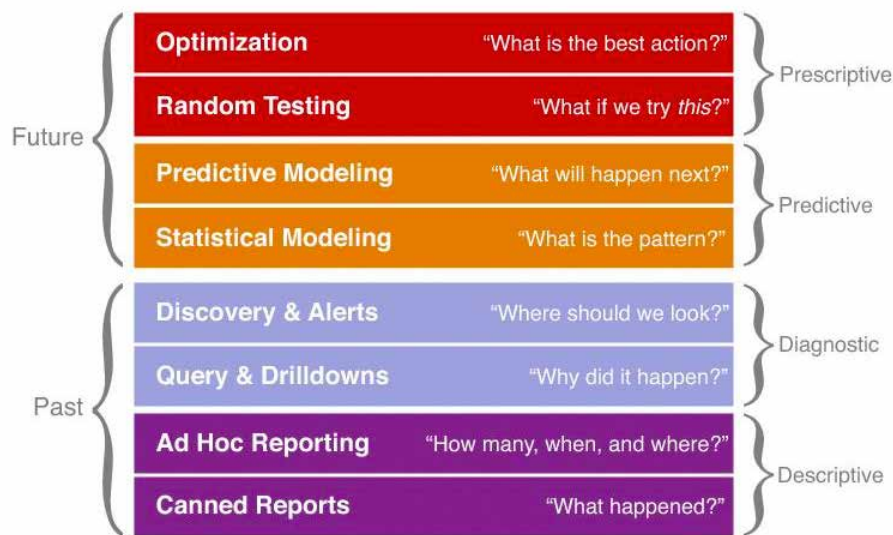 Optimization “What is the best action?”
Prescriptive
Random Testing “What if we try this?”
Future
Predictive Modeling “What will happen next?”
Predictive
Statistical Modeling “What is the pattern?”
Discovery & Alerts “Where should we look?”
Diagnostic
Query & Drilldowns “Why did it happen?”
Past
Ad Hoc Reporting “How many, when, and where?”
Descriptive
Canned Reports “What happened?”